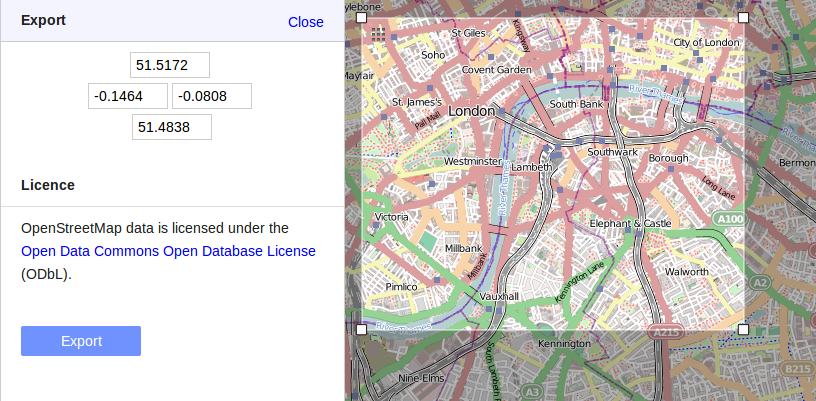 Export
Close
51.5172
-0.1464
-0.0808
51.4838
Licence
OpenStreetMap data is licensed under the
Open Data Commons Open Database License
(ODbL).
Export
ylebone
St Giles
Kingsway
City of London
Soho
Mayfair
Covent Garden
River Thames
St. James's
South Bank
London
Pall Mall
Southwark
Westminster
Lambeth
Borough
Bermon
River Thames
Long Lane
Victoria
Elephant & Castle
A100
Millbank
Millbank
Kennington Lane
Walworth
A2
Pimlico
Vauxhall
River Thames
A215
Kennington
South Lambeth R
Nine Elms
B215
A3